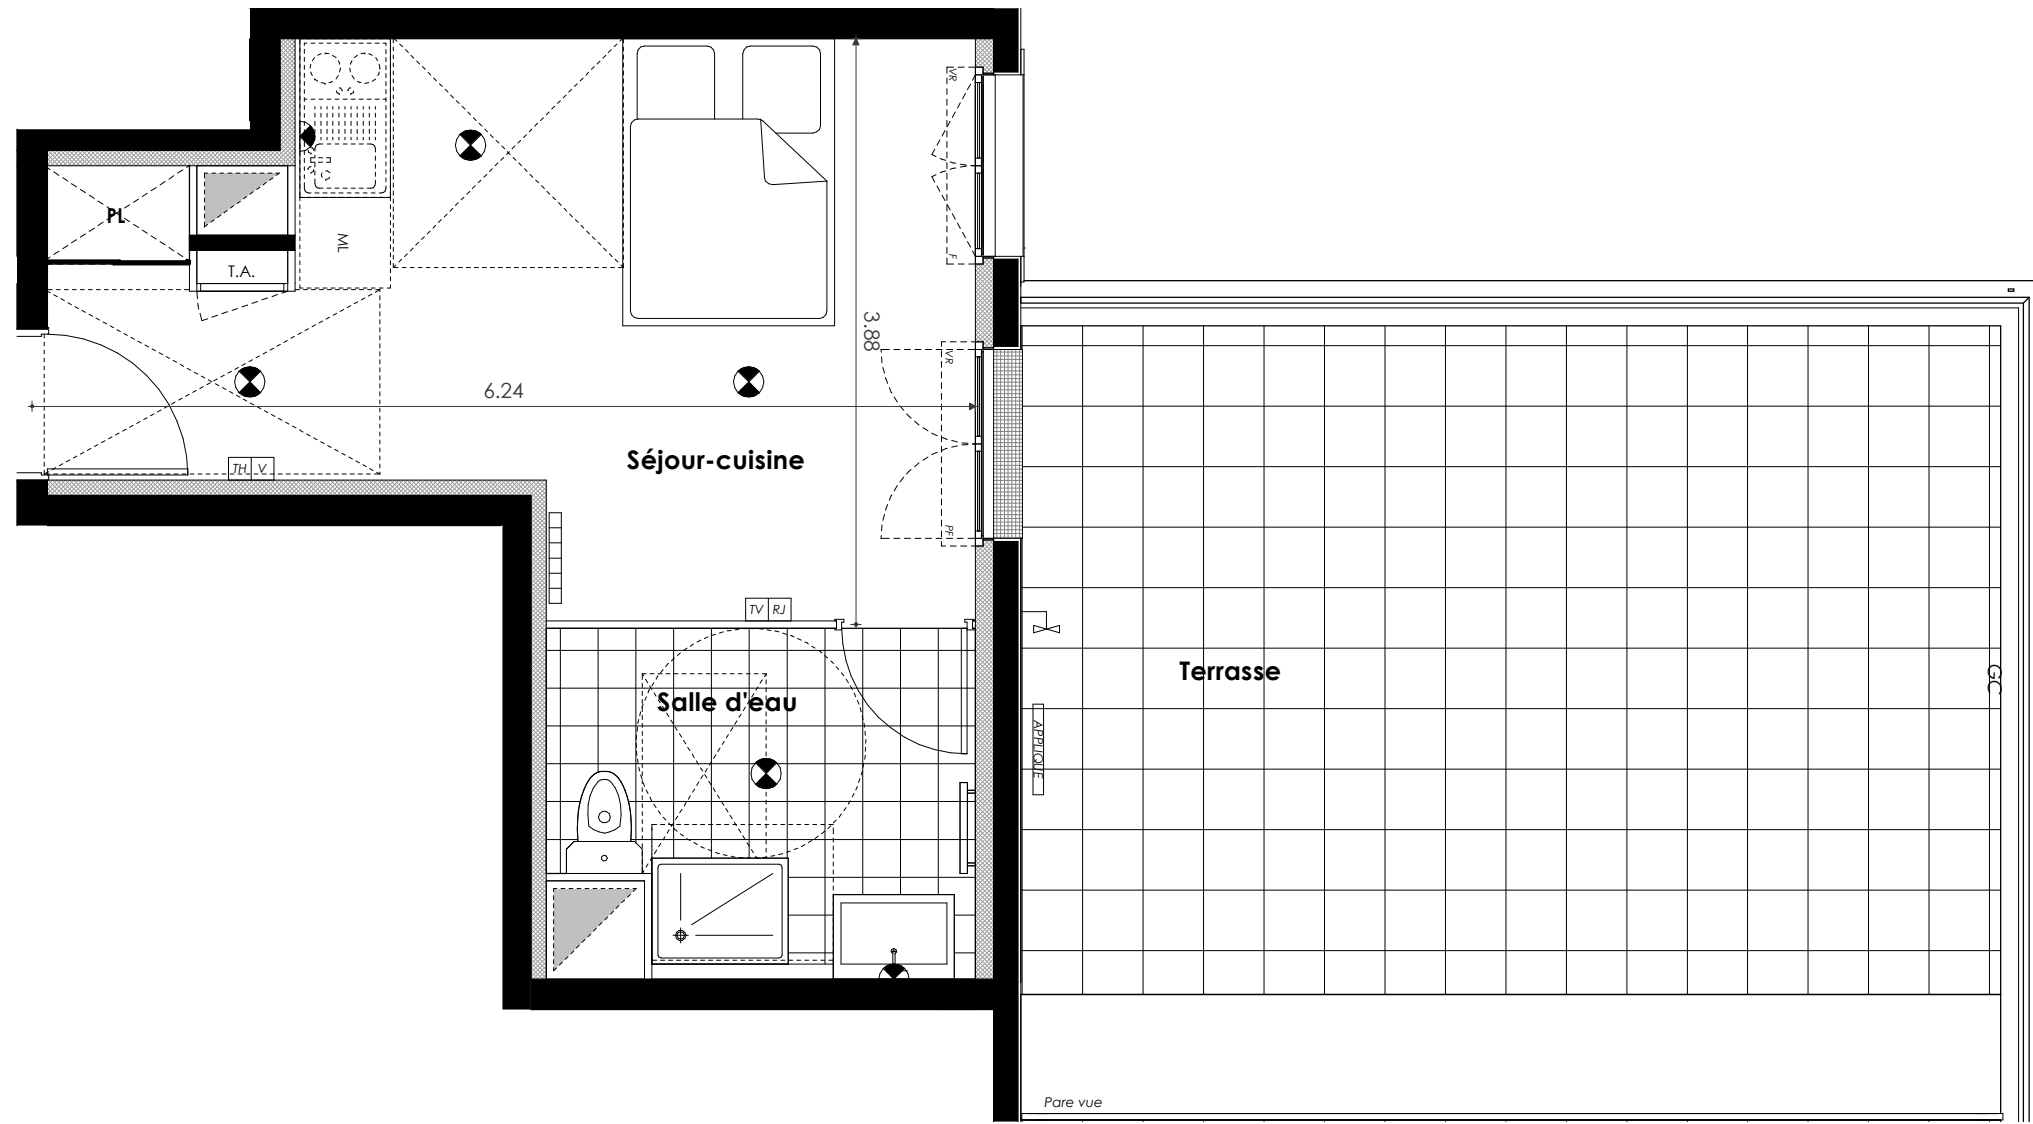 VR
PL
ML
F
T.A.
3.88
VR
6.24
Séjour-cuisine
TH V
PF
TV RJ
Terrasse
GC
Salle d'eau
APPLIQUE
Pare vue